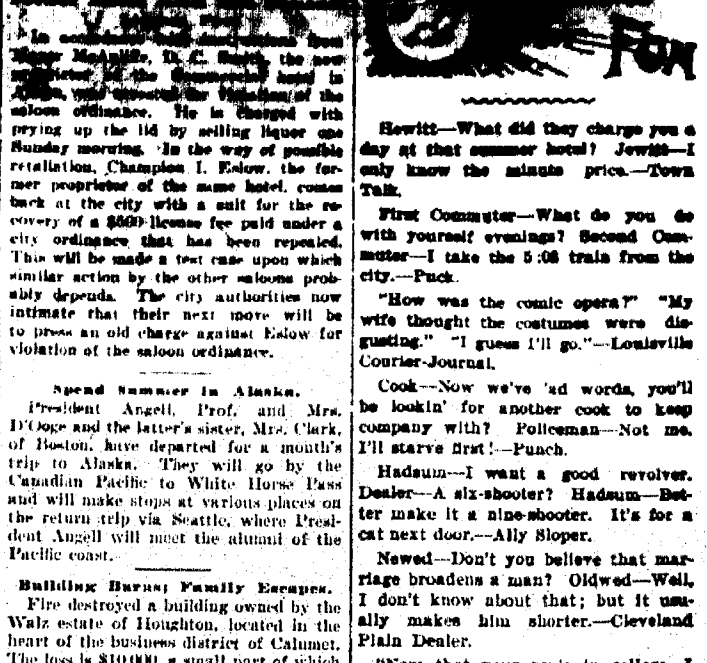 In from
Mayor McAuliffe, D. C. Smith, the new
proprietor of the Commercial hotel in
was arrested for violation of the
saloon ordinance. He is charged with
prying up the lid by selling liquor one
Sunday morning. In the way of possible
retaliation, Champion I. Eslow, the for-
mer proprietor of the same hotel, comes
back at the city with a suit for the re-
covery of a $500 license fee paid under a
city ordinance that has been repealed.
This will be made a test case upon which
similar action by the other saloons prob-
ably depends. The city authorities now
intimate that their next move will be
to press an old charge against Eslow for
violation of the saloon ordinance.
Spend Summer in Alaska.
President Angell, Prof. and Mrs.
D'Ooge and the latter's sister, Mrs. Clark,
of Boston, have departed for a month's
trip to Alaska. They will go by the
Canadian Pacific to White Horse Pass
and will make stops at various places on
the return trip via Seattle, where Presi-
dent Angell will meet the alumni of the
Pacific coast.
Building Burns; Family Escapes.
Fire destroyed a building owned by the
Walz estate of Houghton, located in the
heart of the business district of Calumet.
The loss is $10,000, a small part of which
FUN
Hewitt—What did they charge you a
day at that summer hotel? Jewitt—I
only know the minute price.—Town
Talk.
First Commuter—What do you do
with yourself evenings? Second Com-
muter—I take the 5:08 train from the
city.—Puck.
"How was the comic opera?" "My
wife thought the costumes were dis-
gusting." "I guess I'll go."—Louisville
Courier-Journal.
Cook—Now we've 'ad words, you'll
be lookin' for another cook to keep
company with? Policeman—Not me.
I'll starve first!—Punch.
Hadsum—I want a good revolver.
Dealer—A six-shooter? Hadsum—Bet-
ter make it a nine-shooter. It's for a
cat next door.—Ally Sloper.
Newed—Don't you believe that mar-
riage broadens a man? Oldwed—Well,
I don't know about that; but it usu-
ally makes him shorter.—Cleveland
Plain Dealer.